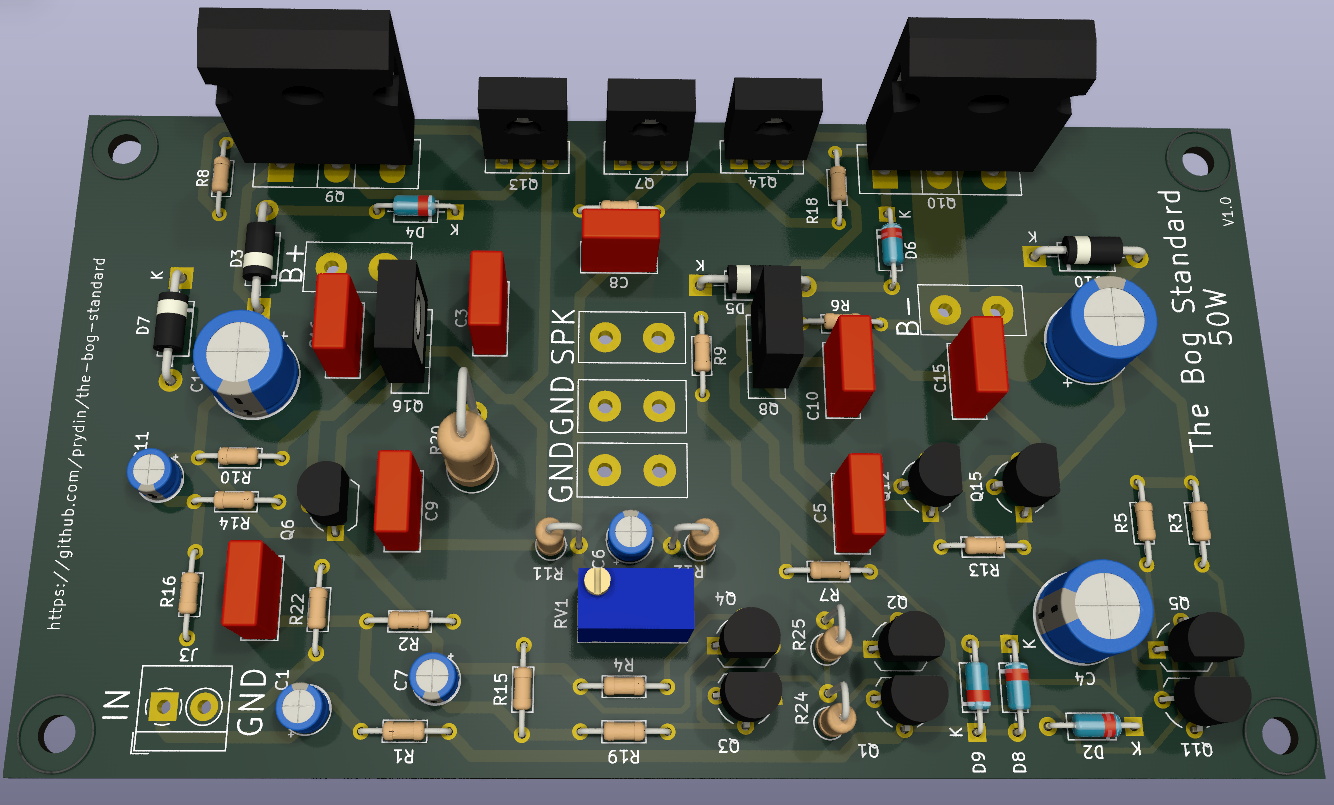 R8
Q9
Q13
Q7
Q14
Q10
R18
V1.0
D4
K
K
D6
D3
B+
C8
K
D5
K
D10
K
D7
C3
SPK
R6
B-
The Bog Standard
50W
https://github.com/prydin/the-bog-standard
R9
Q16
Q8
C10
C15
GND
GND
C11
R10
R14
Q6
C9
C5
Q12
Q15
R5
R3
R11
C6
R13
R7
R16
R22
RV1
Q4
Q2
Q5
R2
R25
J3
C1
C7
R4
K
C4
IN
GND
R15
R24
R1
R19
Q3
Q1
K
D9
D8
D2
K
Q11